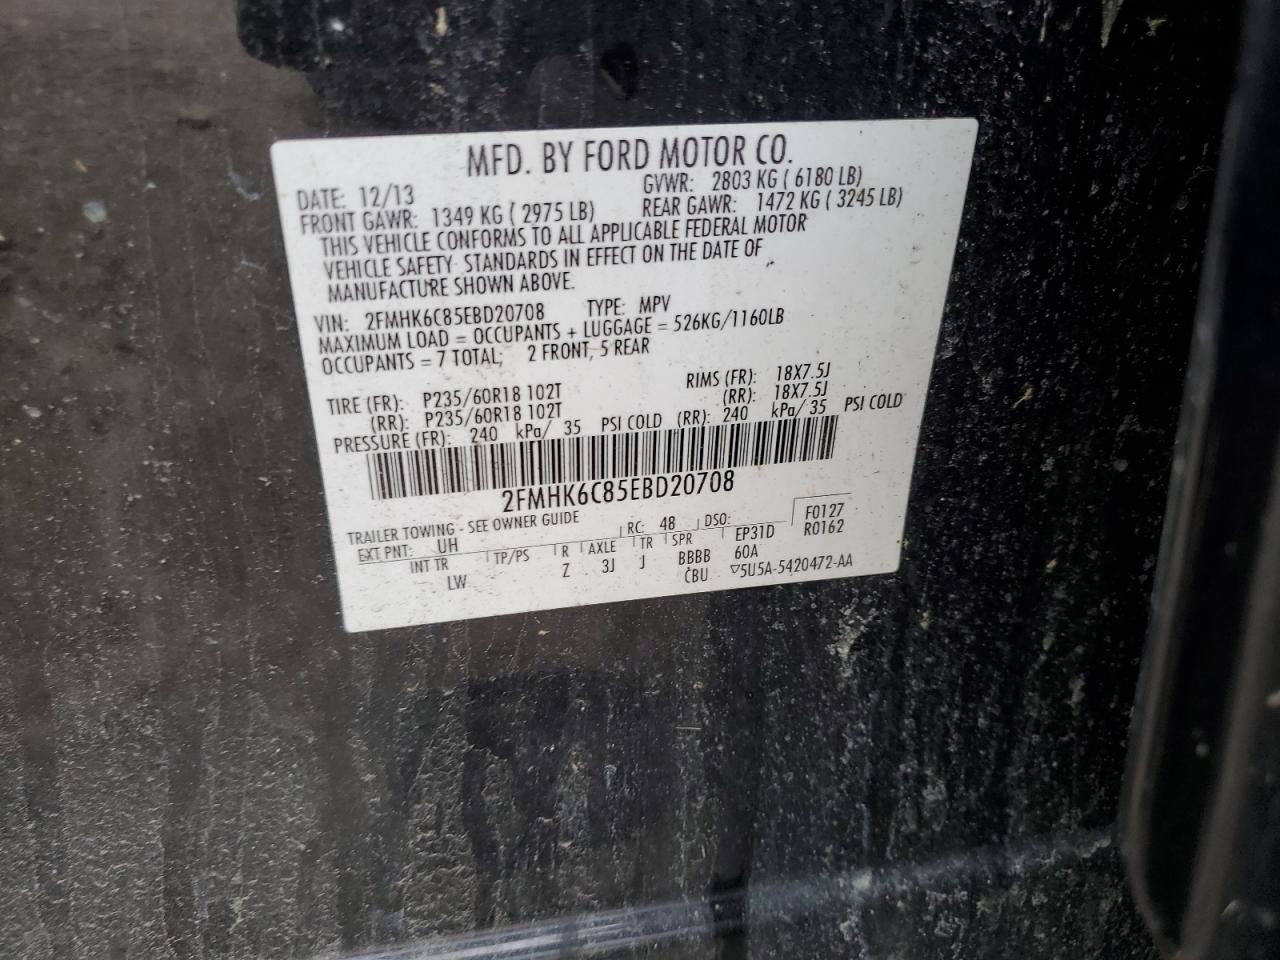 MFD. BY FORD MOTOR CO.
DATE: 12/13 GVWR: 2803 KG ( 6180 LB)
FRONT GAWR: 1349 KG ( 2975 LB) REAR GAWR: 1472 KG ( 3245 LB)
THIS VEHICLE CONFORMS TO ALL APPLICABLE FEDERAL MOTOR
VEHICLE SAFETY STANDARDS IN EFFECT ON THE DATE OF
MANUFACTURE SHOWN ABOVE.
VIN: 2FMHK6C85EBD20708 TYPE: MPV
MAXIMUM LOAD = OCCUPANTS + LUGGAGE = 526KG/1160LB
OCCUPANTS = 7 TOTAL; 2 FRONT, 5 REAR
TIRE (FR): P235/60R18 102T RIMS (FR): 18X7.5J
(RR): P235/60R18 102T (RR): 18X7.5J
PRESSURE (FR): 240 kPa/ 35 PSI COLD (RR): 240 kPa/ 35 PSI COLD
2FMHK6C85EBD20708
TRAILER TOWING - SEE OWNER GUIDE RC: 48 DSO: F0127
EXT PNT: UH R0162
INT TR TP/PS R AXLE TR SPR EP31D
LW Z 3J J BBBB 60A
CBU ▽5U5A-5420472-AA